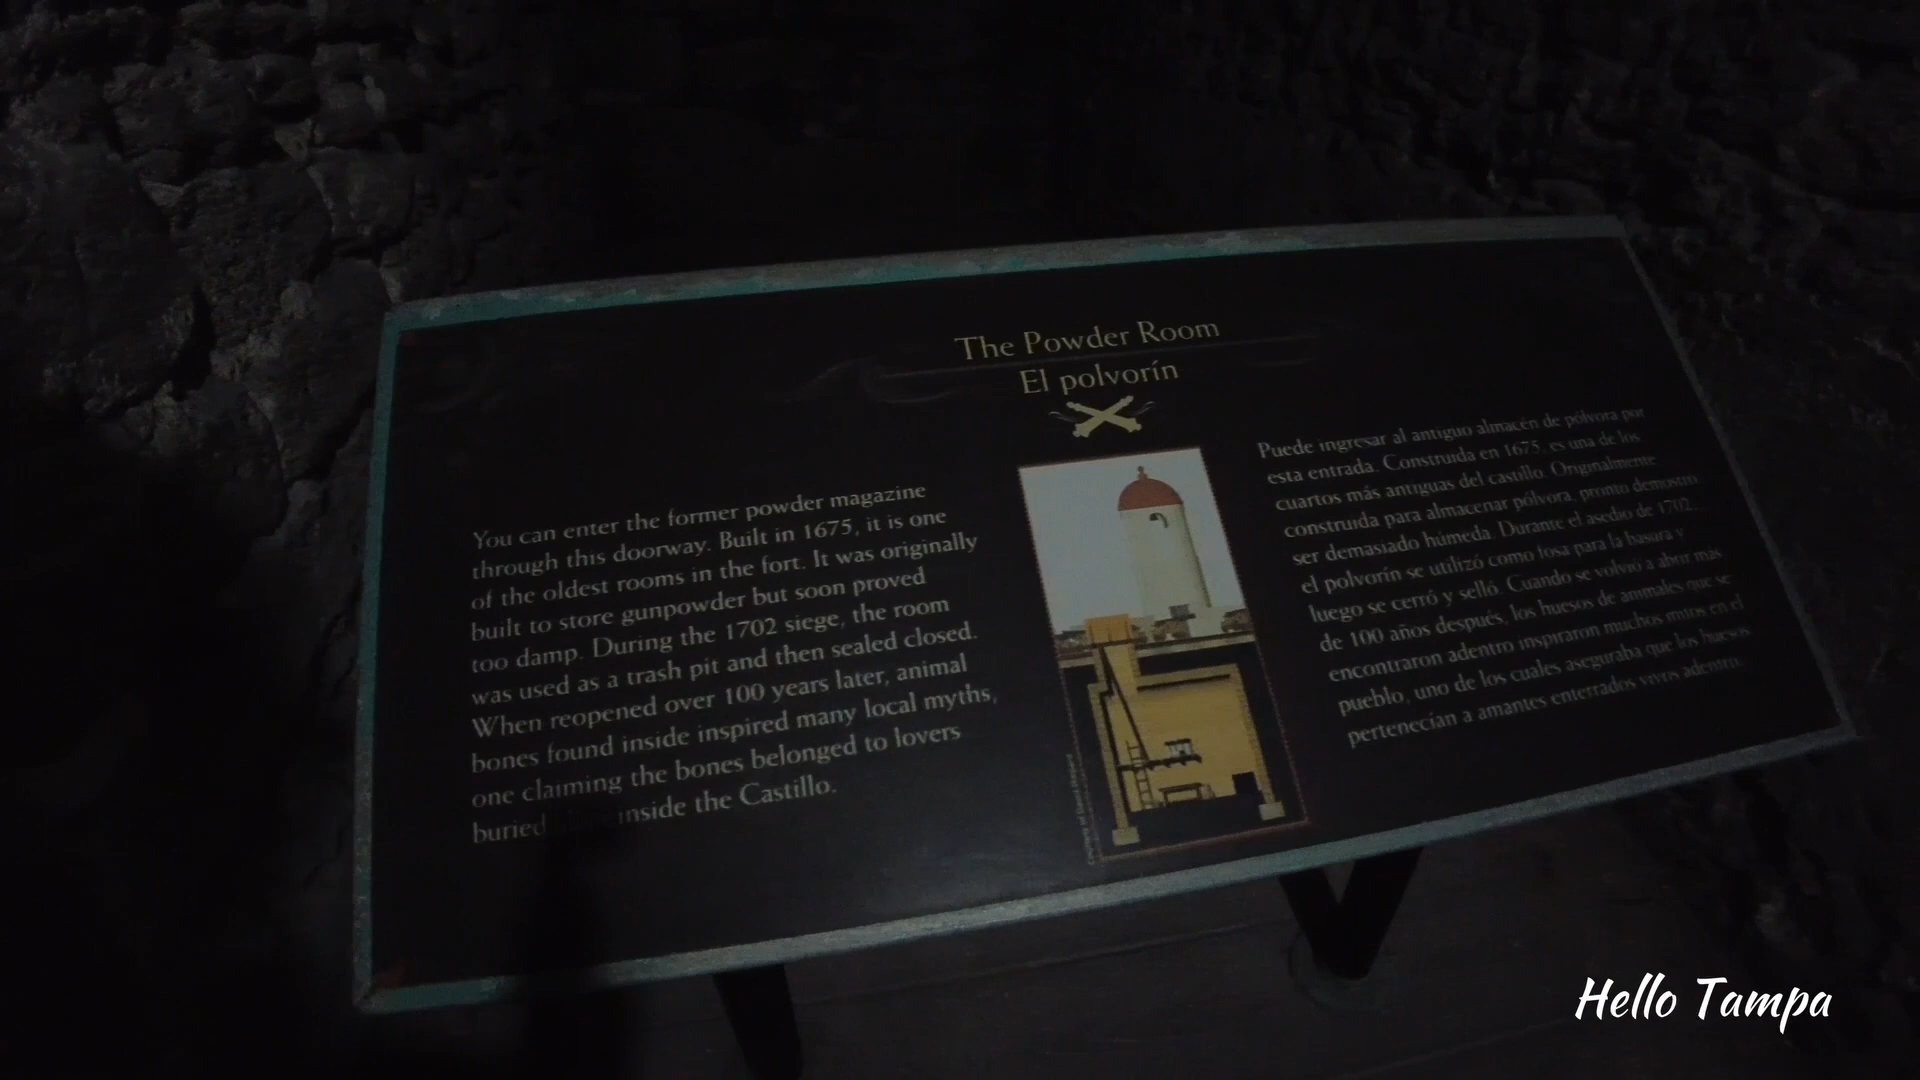 The Powder Room
El polvorín
You can enter the former powder magazine
through this doorway. Built in 1675, it is one
of the oldest rooms in the fort. It was originally
built to store gunpowder but soon proved
too damp. During the 1702 siege, the room
was used as a trash pit and then sealed closed.
When reopened over 100 years later, animal
bones found inside inspired many local myths,
one claiming the bones belonged to lovers
buried inside the Castillo.
Puede ingresar al antiguo almacén de pólvora por
esta entrada. Construida en 1675, es una de los
cuartos más antiguas del castillo. Originalmente
construida para almacenar pólvora, pronto demostró
ser demasiado húmeda. Durante el asedio de 1702,
el polvorín se utilizó como fosa para la basura y
luego se cerró y selló. Cuando se volvió a abrir más
de 100 años después, los huesos de animales que se
encontraron adentro inspiraron muchos mitos en el
pueblo, uno de los cuales aseguraba que los huesos
pertenecían a amantes enterrados vivos adentro.
Hello Tampa